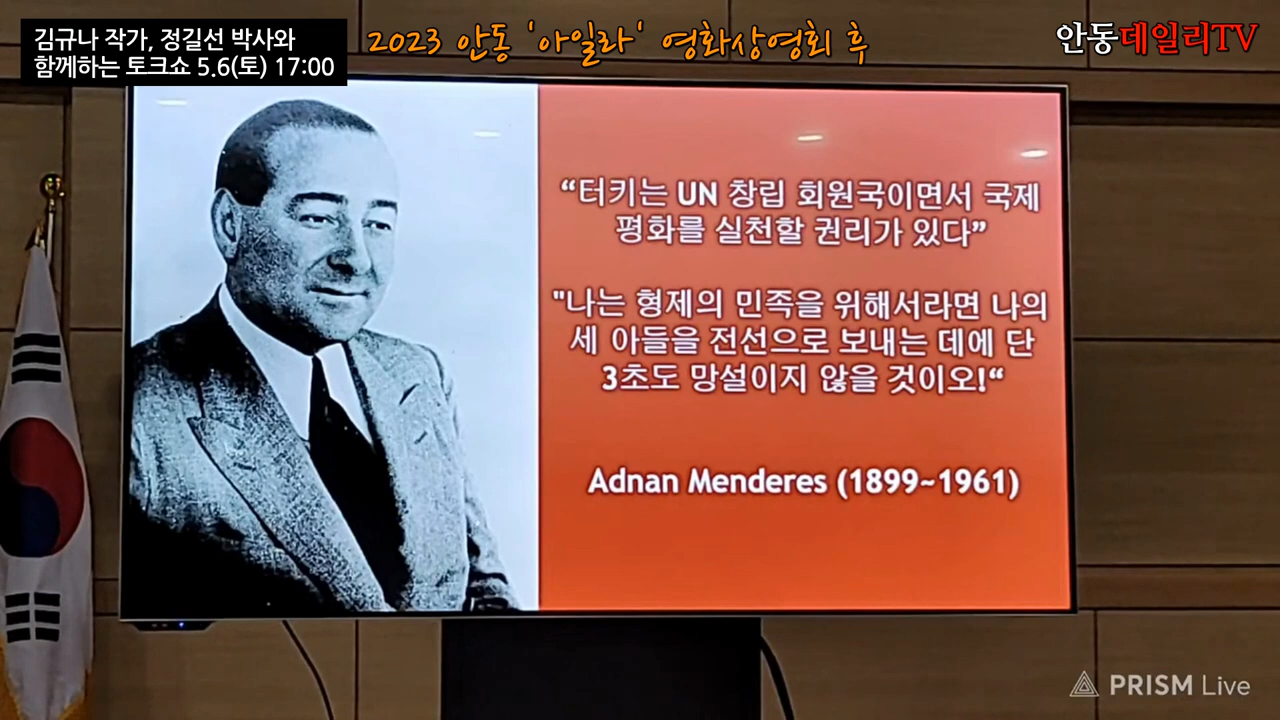 김규나 작가, 정길선 박사와
함께하는 토크쇼 5.6(토) 17:00
2023 안동 '아일라' 영화상영회 후
안동데일리TV
“터키는 UN 창립 회원국이면서 국제
평화를 실천할 권리가 있다”
"나는 형제의 민족을 위해서라면 나의
세 아들을 전선으로 보내는 데에 단
3초도 망설이지 않을 것이오!“
Adnan Menderes (1899~1961)
PRISM Live